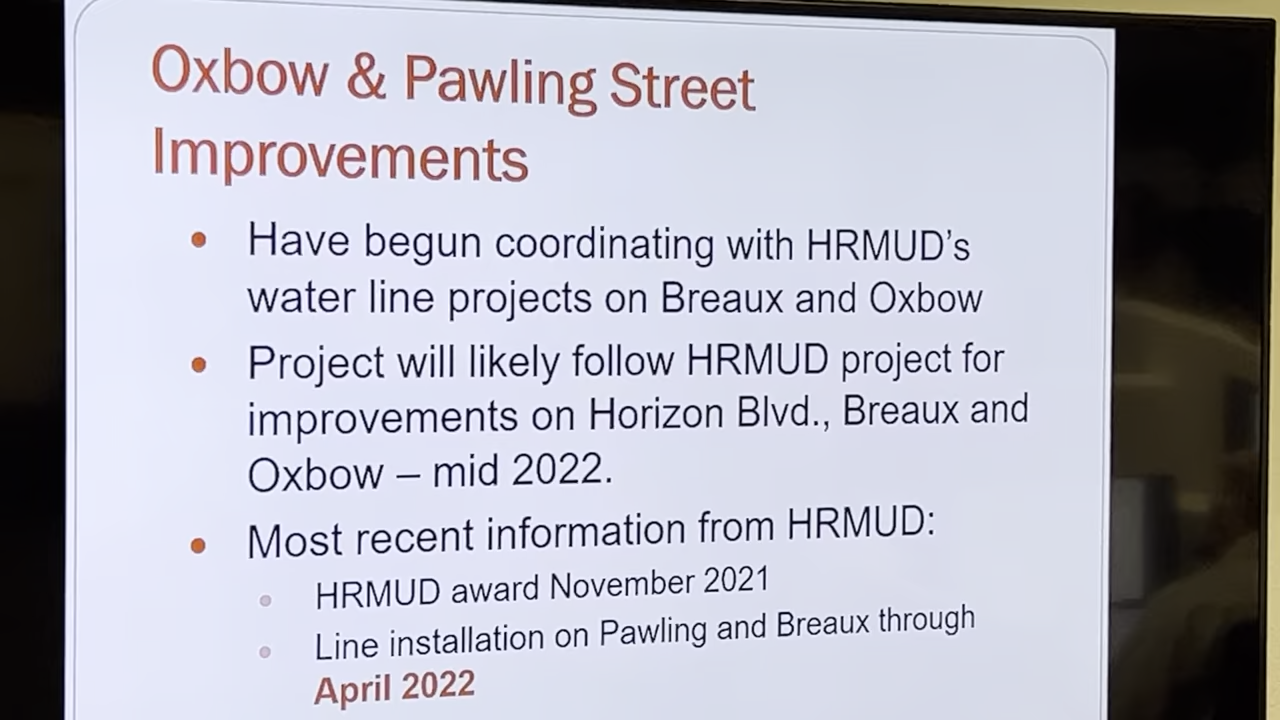 Oxbow & Pawling Street
Improvements
• Have begun coordinating with HRMUD's
water line projects on Breaux and Oxbow
• Project will likely follow HRMUD project for
improvements on Horizon Blvd., Breaux and
Oxbow – mid 2022.
• Most recent information from HRMUD:
• HRMUD award November 2021
• Line installation on Pawling and Breaux through
April 2022